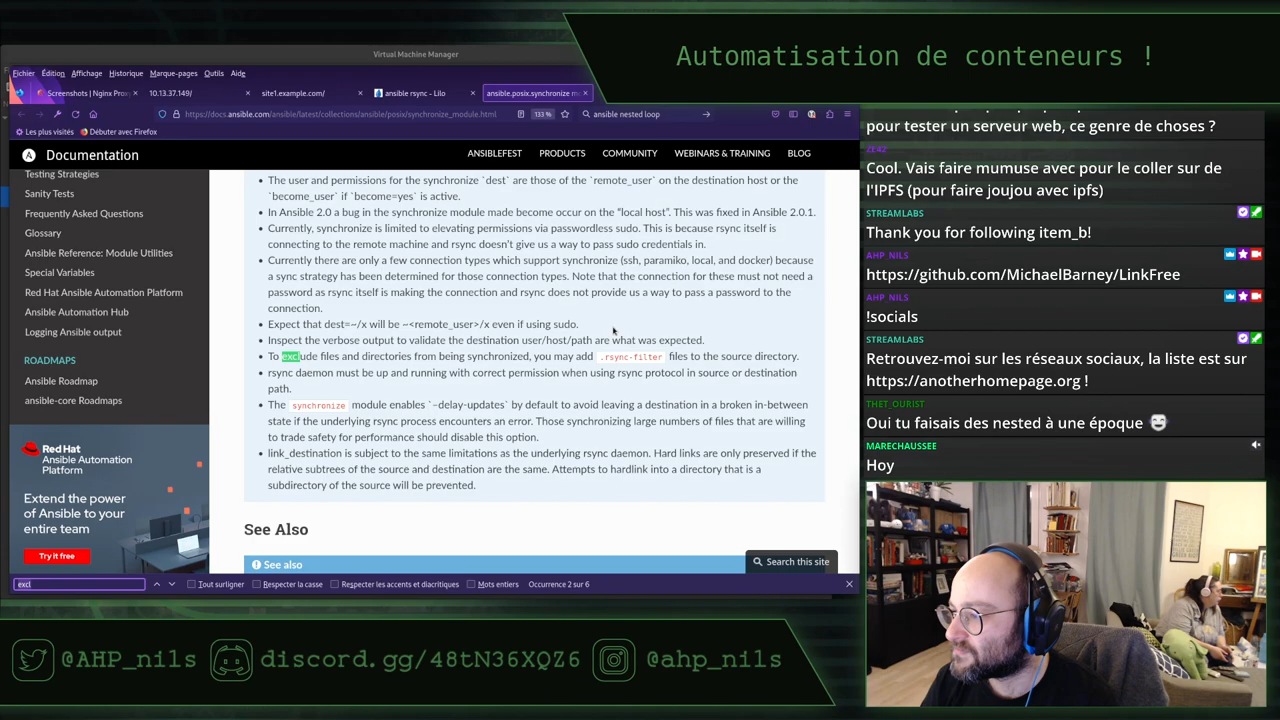 Automatisation de conteneurs !
Virtual Machine Manager
Fichier Édition Affichage Historique Marque-pages Outils Aide
Screenshots | Nginx Proxy
10.13.37.149/
site1.example.com/
ansible rsync - Lilo
ansible.posix.synchronize m
https://docs.ansible.com/ansible/latest/collections/ansible/posix/synchronize_module.html
133 %
ansible nested loop
Les plus visités
Débuter avec Firefox
Documentation
ANSIBLEFEST PRODUCTS COMMUNITY WEBINARS & TRAINING BLOG
Testing Strategies
Sanity Tests
Frequently Asked Questions
Glossary
Ansible Reference: Module Utilities
Special Variables
Red Hat Ansible Automation Platform
Ansible Automation Hub
Logging Ansible output
ROADMAPS
Ansible Roadmap
ansible-core Roadmaps
Red Hat
Ansible Automation
Platform
Extend the power
of Ansible to your
entire team
Try it free
The user and permissions for the synchronize `dest` are those of the `remote_user` on the destination host or the
`become_user` if `become=yes` is active.
In Ansible 2.0 a bug in the synchronize module made become occur on the “local host”. This was fixed in Ansible 2.0.1.
Currently, synchronize is limited to elevating permissions via passwordless sudo. This is because rsync itself is
connecting to the remote machine and rsync doesn’t give us a way to pass sudo credentials in.
Currently there are only a few connection types which support synchronize (ssh, paramiko, local, and docker) because
a sync strategy has been determined for those connection types. Note that the connection for these must not need a
password as rsync itself is making the connection and rsync does not provide us a way to pass a password to the
connection.
Expect that dest=~/x will be ~<remote_user>/x even if using sudo.
Inspect the verbose output to validate the destination user/host/path are what was expected.
To exclude files and directories from being synchronized, you may add .rsync-filter files to the source directory.
rsync daemon must be up and running with correct permission when using rsync protocol in source or destination
path.
The synchronize module enables `–delay-updates` by default to avoid leaving a destination in a broken in-between
state if the underlying rsync process encounters an error. Those synchronizing large numbers of files that are willing
to trade safety for performance should disable this option.
link_destination is subject to the same limitations as the underlying rsync daemon. Hard links are only preserved if the
relative subtrees of the source and destination are the same. Attempts to hardlink into a directory that is a
subdirectory of the source will be prevented.
See Also
See also
Search this site
excl
Tout surligner
Respecter la casse
Respecter les accents et diacritiques
Mots entiers
Occurrence 2 sur 6
pour tester un serveur web, ce genre de choses ?
Cool. Vais faire mumuse avec pour le coller sur de
l'IPFS (pour faire joujou avec ipfs)
STREAMLABS
Thank you for following item_b!
AHP_NILS
https://github.com/MichaelBarney/LinkFree
AHP_NILS
!socials
STREAMLABS
Retrouvez-moi sur les réseaux sociaux, la liste est sur
https://anotherhomepage.org !
THET_OURIST
Oui tu faisais des nested à une époque
MARECHAUSSEE
Hoy
@AHP_nils
discord.gg/48tN36XQZ6
@ahp_nils